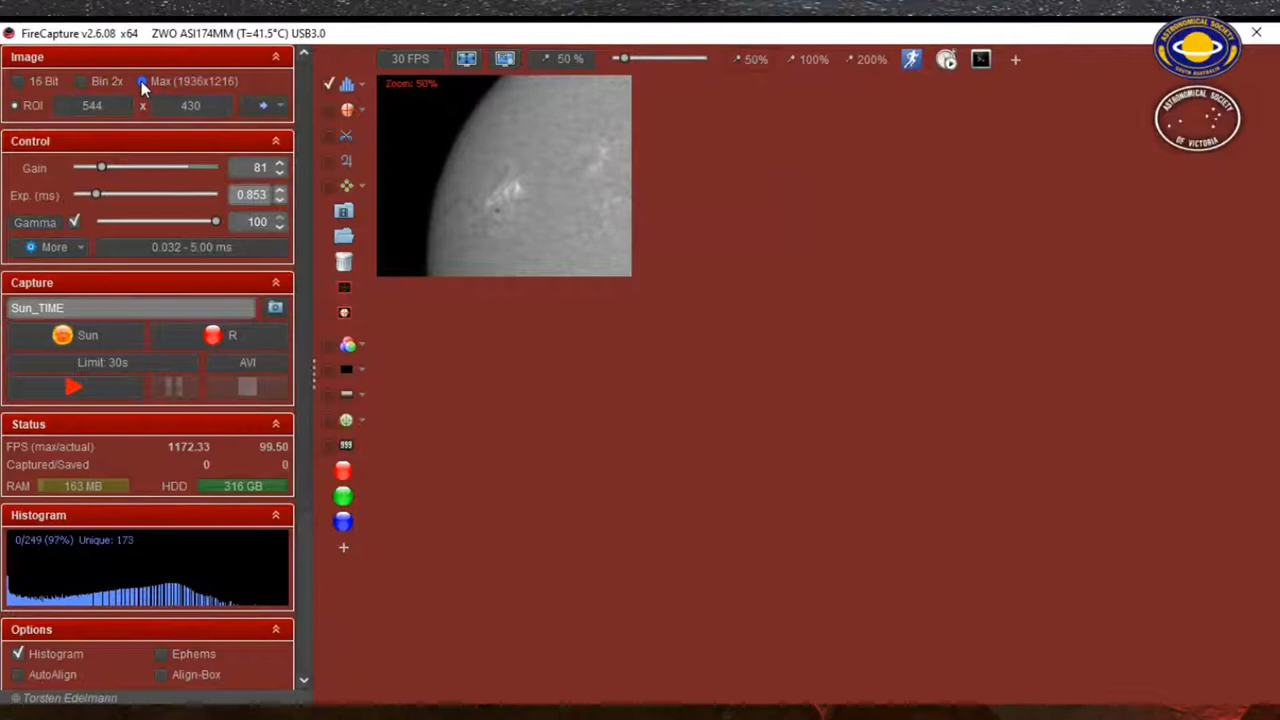 FireCapture v2.6.08 x64 ZWO ASI174MM (T=41.5°C) USB3.0
Image
16 Bit Bin 2x Max (1936x1216)
ROI 544 x 430
Control
Gain 81
Exp. (ms) 0.853
Gamma 100
More 0.032 - 5.00 ms
Capture
Sun_TIME
Sun R
Limit: 30s AVI
Status
FPS (max/actual) 1172.33 99.50
Captured/Saved 0 0
RAM 163 MB HDD 316 GB
Histogram
0/249 (97%) Unique: 173
Options
Histogram Ephems
AutoAlign Align-Box
© Torsten Edelmann
30 FPS 50 % 50% 100% 200%
Zoom: 50%
999
ASTRONOMICAL SOCIETY
SOUTH AUSTRALIA
ASTRONOMICAL SOCIETY
OF VICTORIA